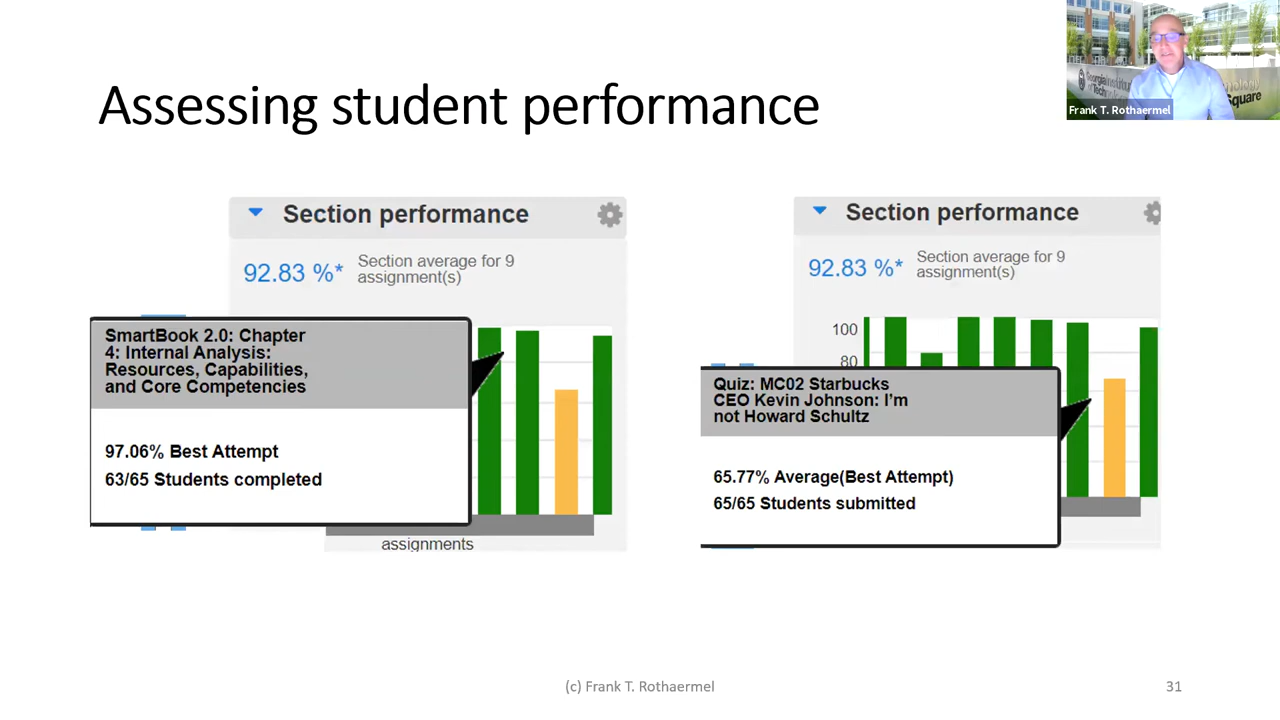 Assessing student performance
Frank T. Rothaermel
Section performance
92.83 %*
Section average for 9
assignment(s)
SmartBook 2.0: Chapter
4: Internal Analysis:
Resources, Capabilities,
and Core Competencies
97.06% Best Attempt
63/65 Students completed
assignments
Section performance
92.83 %*
Section average for 9
assignment(s)
100
80
Quiz: MC02 Starbucks
CEO Kevin Johnson: I'm
not Howard Schultz
65.77% Average(Best Attempt)
65/65 Students submitted
(c) Frank T. Rothaermel
31